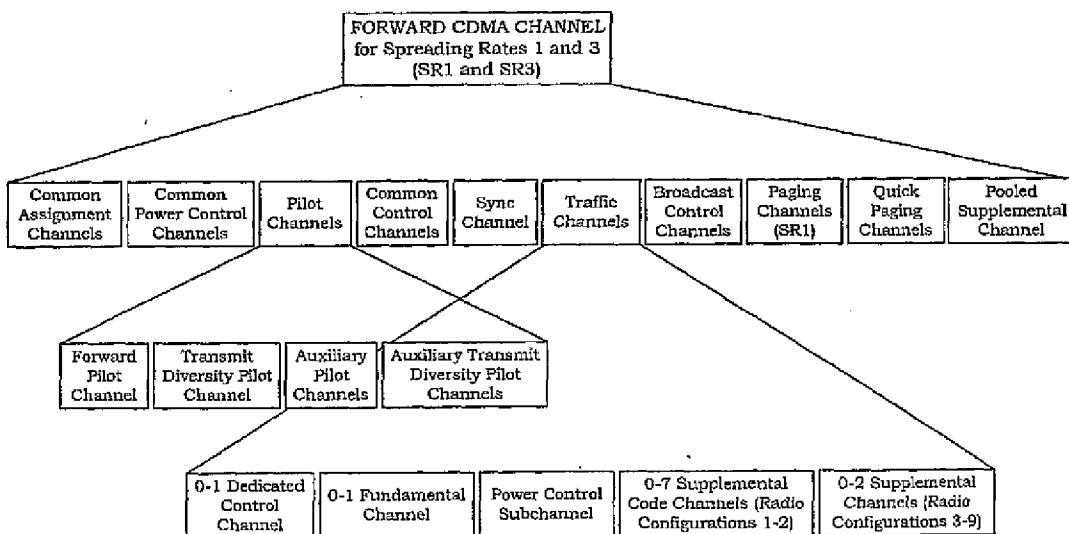 FORWARD CDMA CHANNEL
for Spreading Rates 1 and 3
(SR1 and SR3)
Common
Assignment
Channels
Common
Power Control
Channels
Pilot
Channels
Common
Control
Channels
Sync
Channel
Traffic
Channels
Broadcast
Control
Channels
Paging
Channels
(SR1)
Quick
Paging
Channels
Pooled
Supplemental
Channel
Forward
Pilot
Channel
Transmit
Diversity Pilot
Channel
Auxiliary
Pilot
Channels
Auxiliary Transmit
Diversity Pilot
Channels
0-1 Dedicated
Control
Channel
0-1 Fundamental
Channel
Power Control
Subchannel
0-7 Supplemental
Code Channels (Radio
Configurations 1-2)
0-2 Supplemental
Channels (Radio
Configurations 3-9)